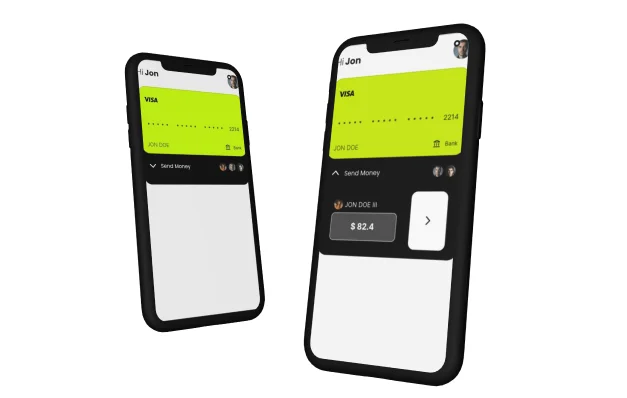 Hi Jon
VISA
••••• ••••• ••••• 2214
JON DOE Bank
Send Money
Hi Jon
VISA
••••• ••••• ••••• 2214
JON DOE Bank
Send Money
JON DOE III
$ 82.4